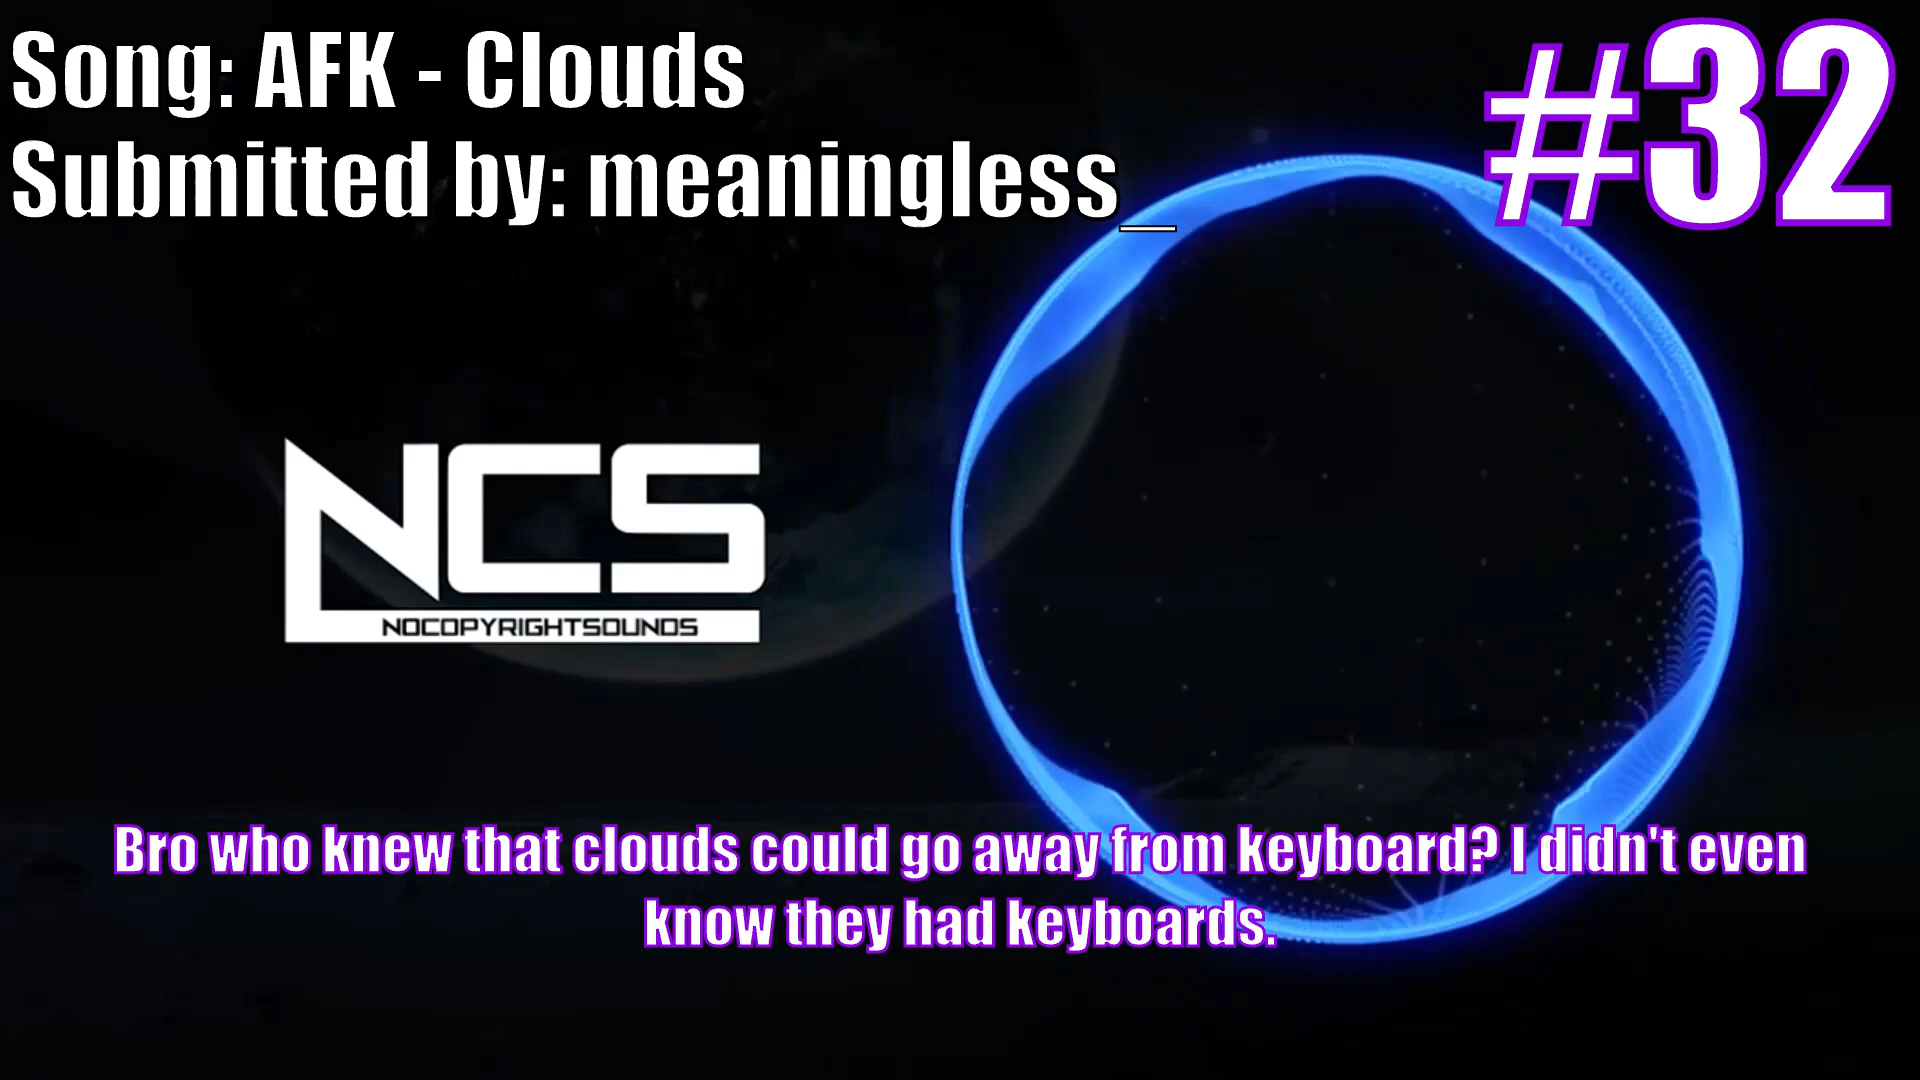 Song: AFK - Clouds
#32
Submitted by: meaningless_
NCS
NOCOPYRIGHTSOUNDS
Bro who knew that clouds could go away from keyboard? I didn't even
know they had keyboards.